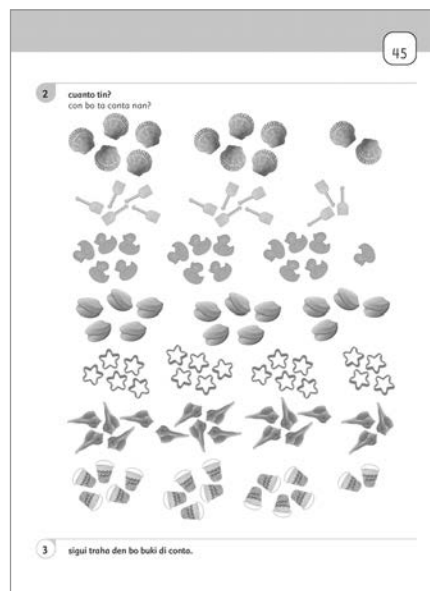 45
2
cuanto tin?
con bo ta conta nan?
3
sigui traha den bo buki di conta.